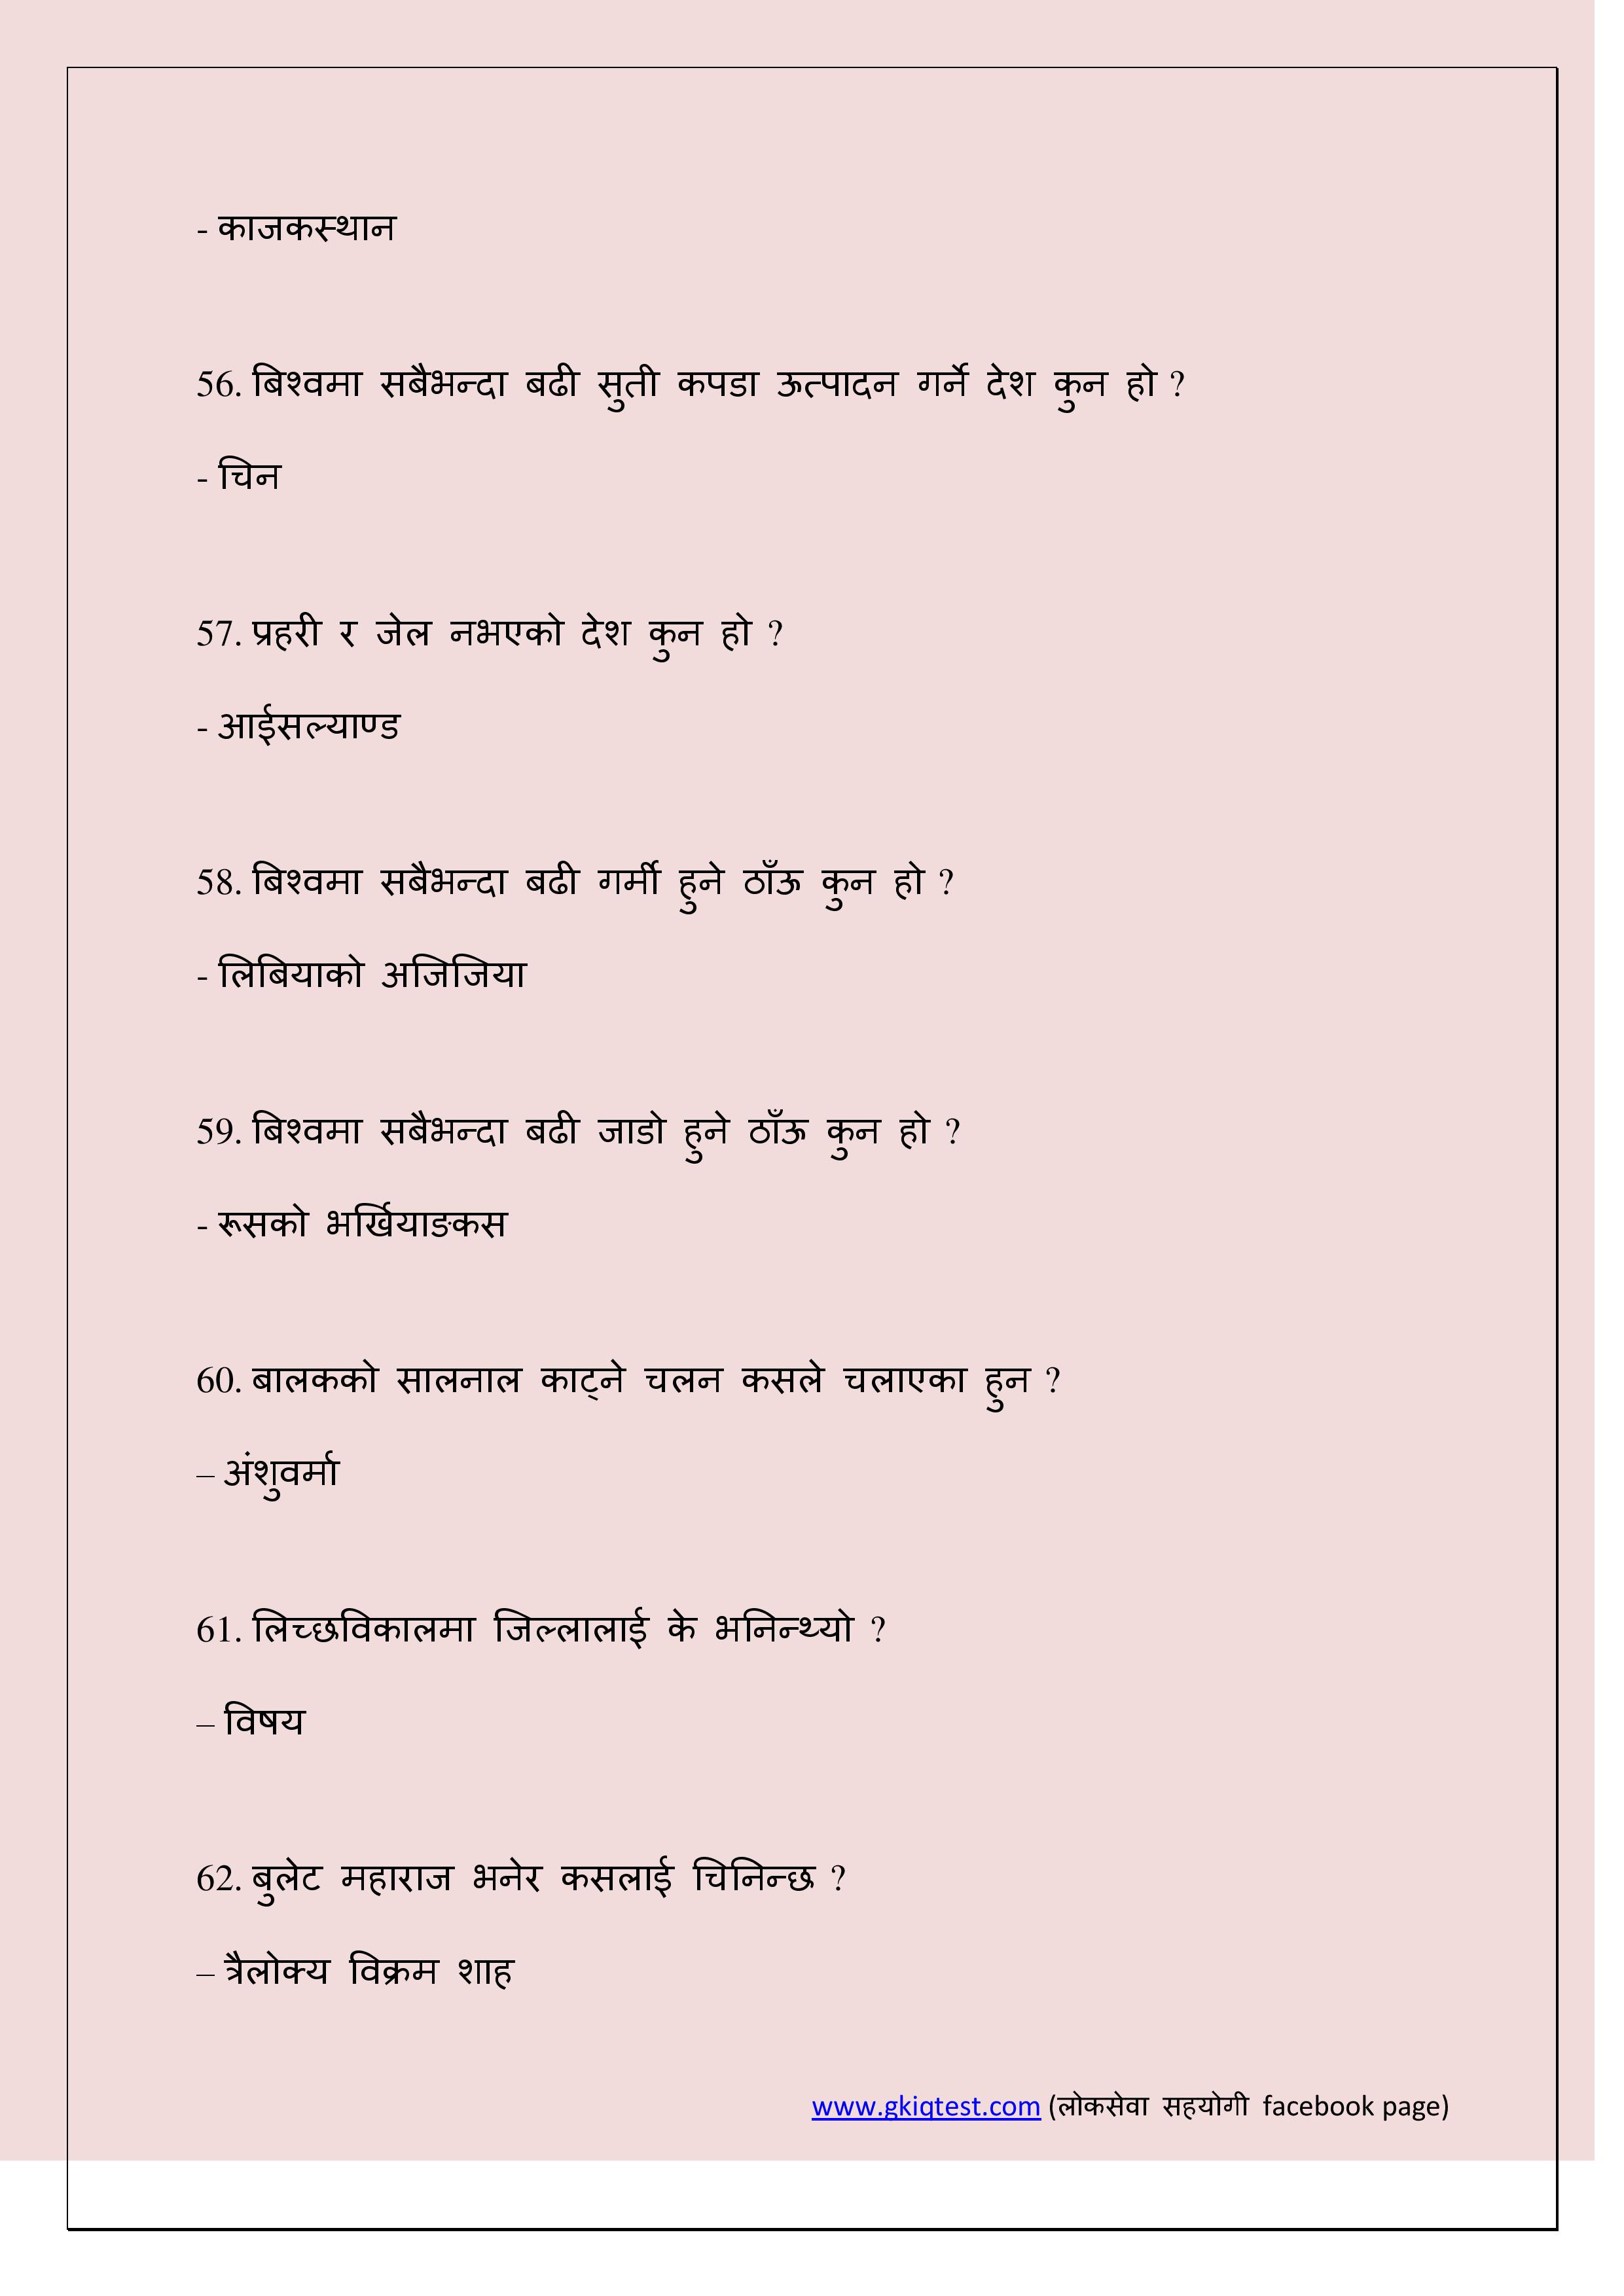 - काजकस्थान
56. बिश्वमा सबैभन्दा बढी सुती कपडा ऊत्पादन गर्ने देश कुन हो ?
- चिन
57. प्रहरी र जेल नभएको देश कुन हो ?
- आईसल्याण्ड
58. बिश्वमा सबैभन्दा बढी गर्मी हुने ठाँऊ कुन हो ?
- लिबियाको अजिजिया
59. बिश्वमा सबैभन्दा बढी जाडो हुने ठाँऊ कुन हो ?
- रूसको भर्खियाङकस
60. बालकको सालनाल काट्ने चलन कसले चलाएका हुन ?
– अंशुवर्मा
61. लिच्छविकालमा जिल्लालाई के भनिन्थ्यो ?
– विषय
62. बुलेट महाराज भनेर कसलाई चिनिन्छ ?
– त्रैलोक्य विक्रम शाह
www.gkiqtest.com (लोकसेवा सहयोगी facebook page)